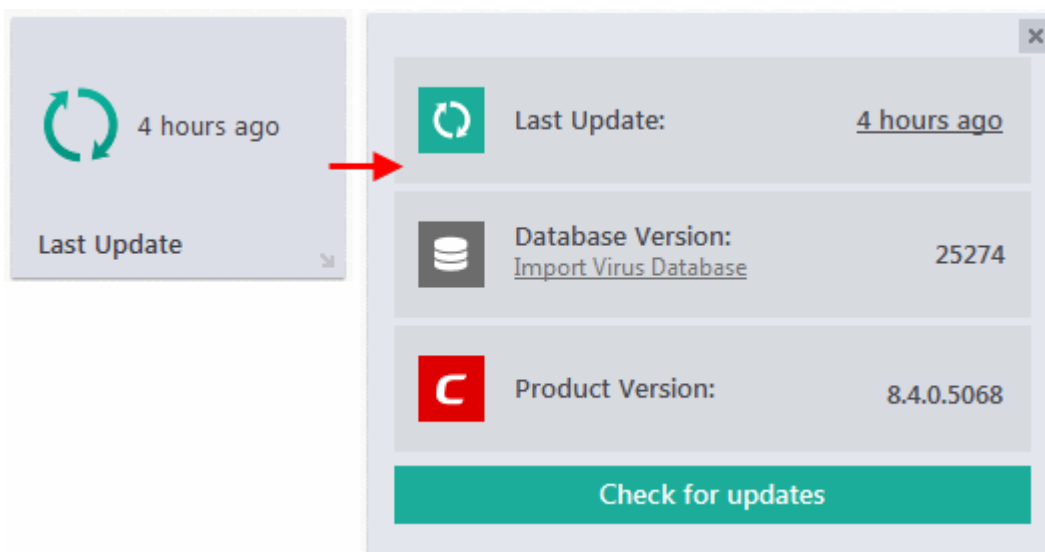 4 hours ago
Last Update
Last Update: 4 hours ago
Database Version:
Import Virus Database
25274
Product Version: 8.4.0.5068
Check for updates